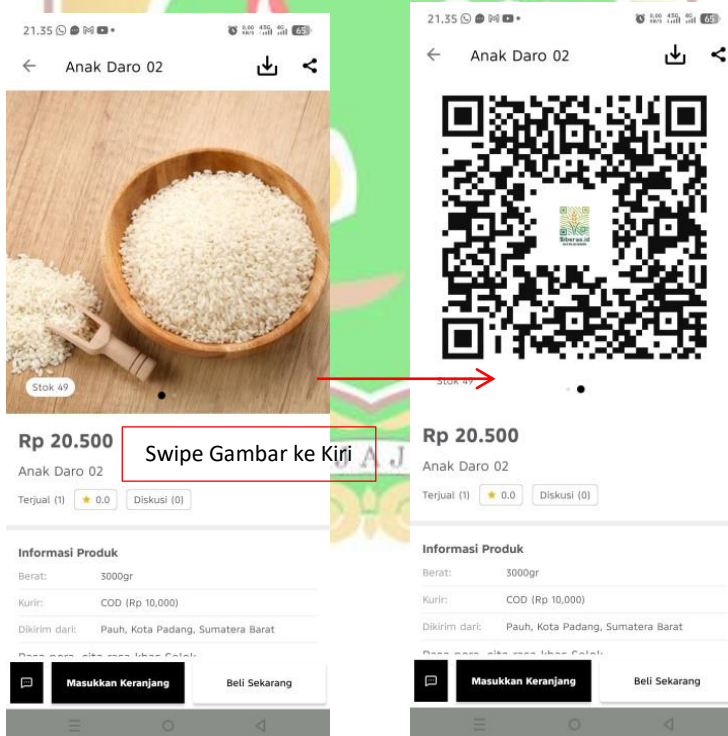 21.35
65
Anak Daro 02
Stok 49
Rp 20.500
Anak Daro 02
Terjual (1) 0.0 Diskusi (0)
Informasi Produk
Berat: 3000gr
Kurir: COD (Rp 10,000)
Dikirim dari: Pauh, Kota Padang, Sumatera Barat
Masukkan Keranjang Beli Sekarang
Swipe Gambar ke Kiri
A J
21.35
65
Anak Daro 02
Siberas.id
Stok 49
Rp 20.500
Anak Daro 02
Terjual (1) 0.0 Diskusi (0)
Informasi Produk
Berat: 3000gr
Kurir: COD (Rp 10,000)
Dikirim dari: Pauh, Kota Padang, Sumatera Barat
Masukkan Keranjang Beli Sekarang